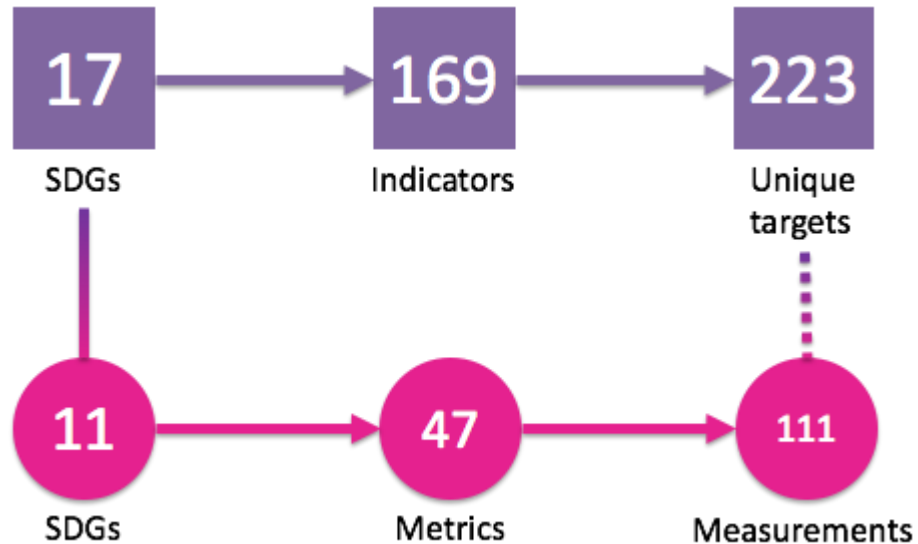 17
169
223
SDGs
Indicators
Unique
targets
11
47
111
SDGs
Metrics
Measurements